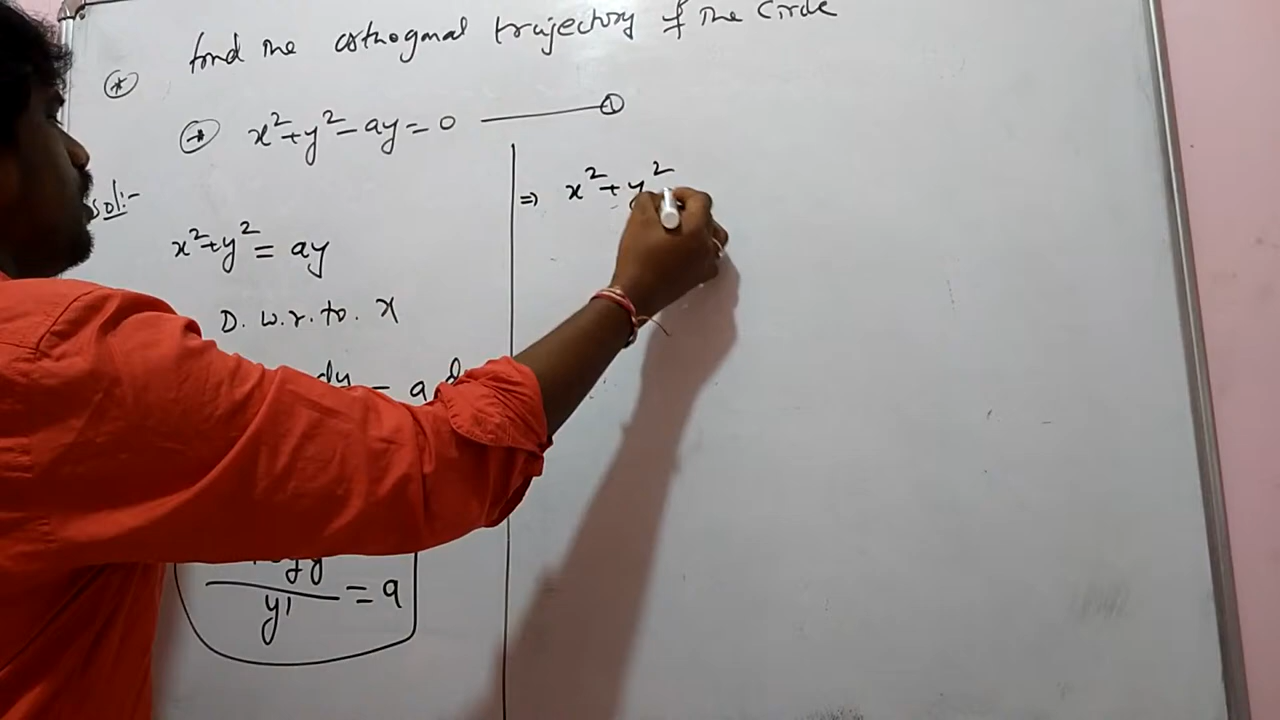 find the orthogonal trajectory of the Circle
* x²+y²-ay=0 ——— ①
Sol:-
x²+y² = ay
D. w.r.to. x
dy = a d
y' = a
⇒ x²+y²